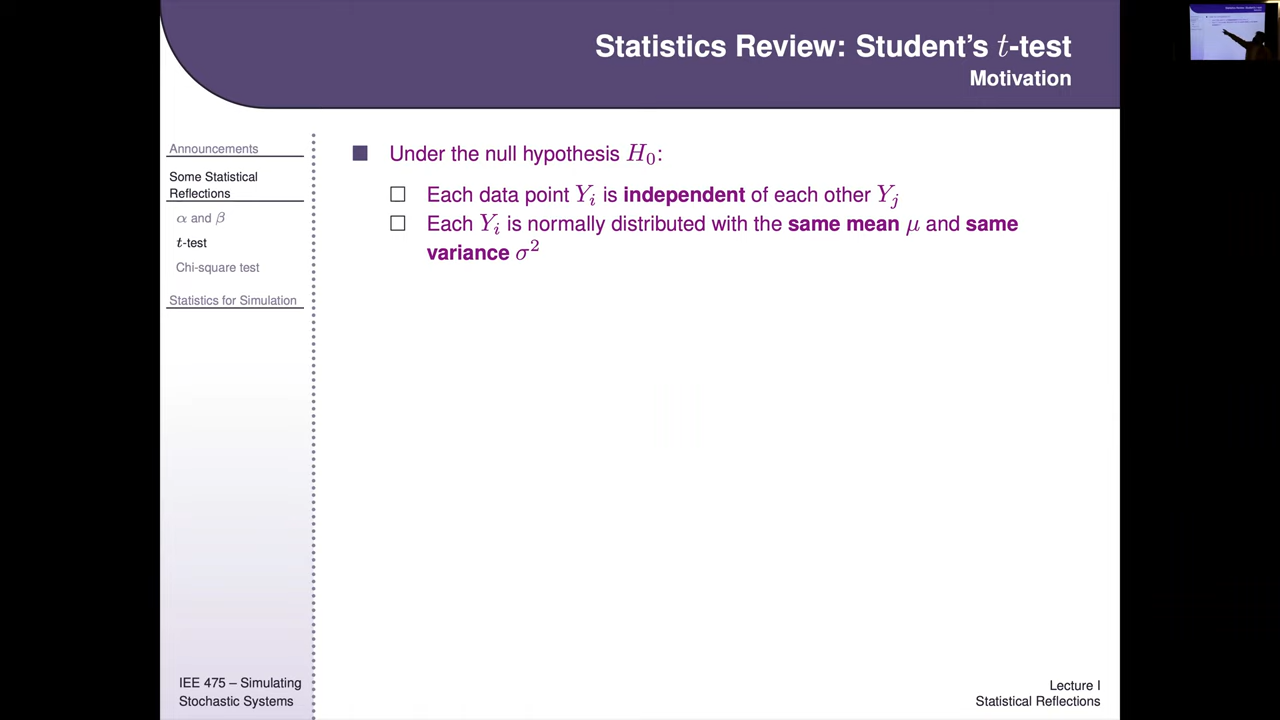 Statistics Review: Student’s t-test
Motivation
Announcements
Some Statistical
Reflections
α and β
t-test
Chi-square test
Statistics for Simulation
■ Under the null hypothesis H₀:
□ Each data point Yᵢ is independent of each other Yⱼ
□ Each Yᵢ is normally distributed with the same mean μ and same
variance σ²
IEE 475 – Simulating
Stochastic Systems
Lecture I
Statistical Reflections